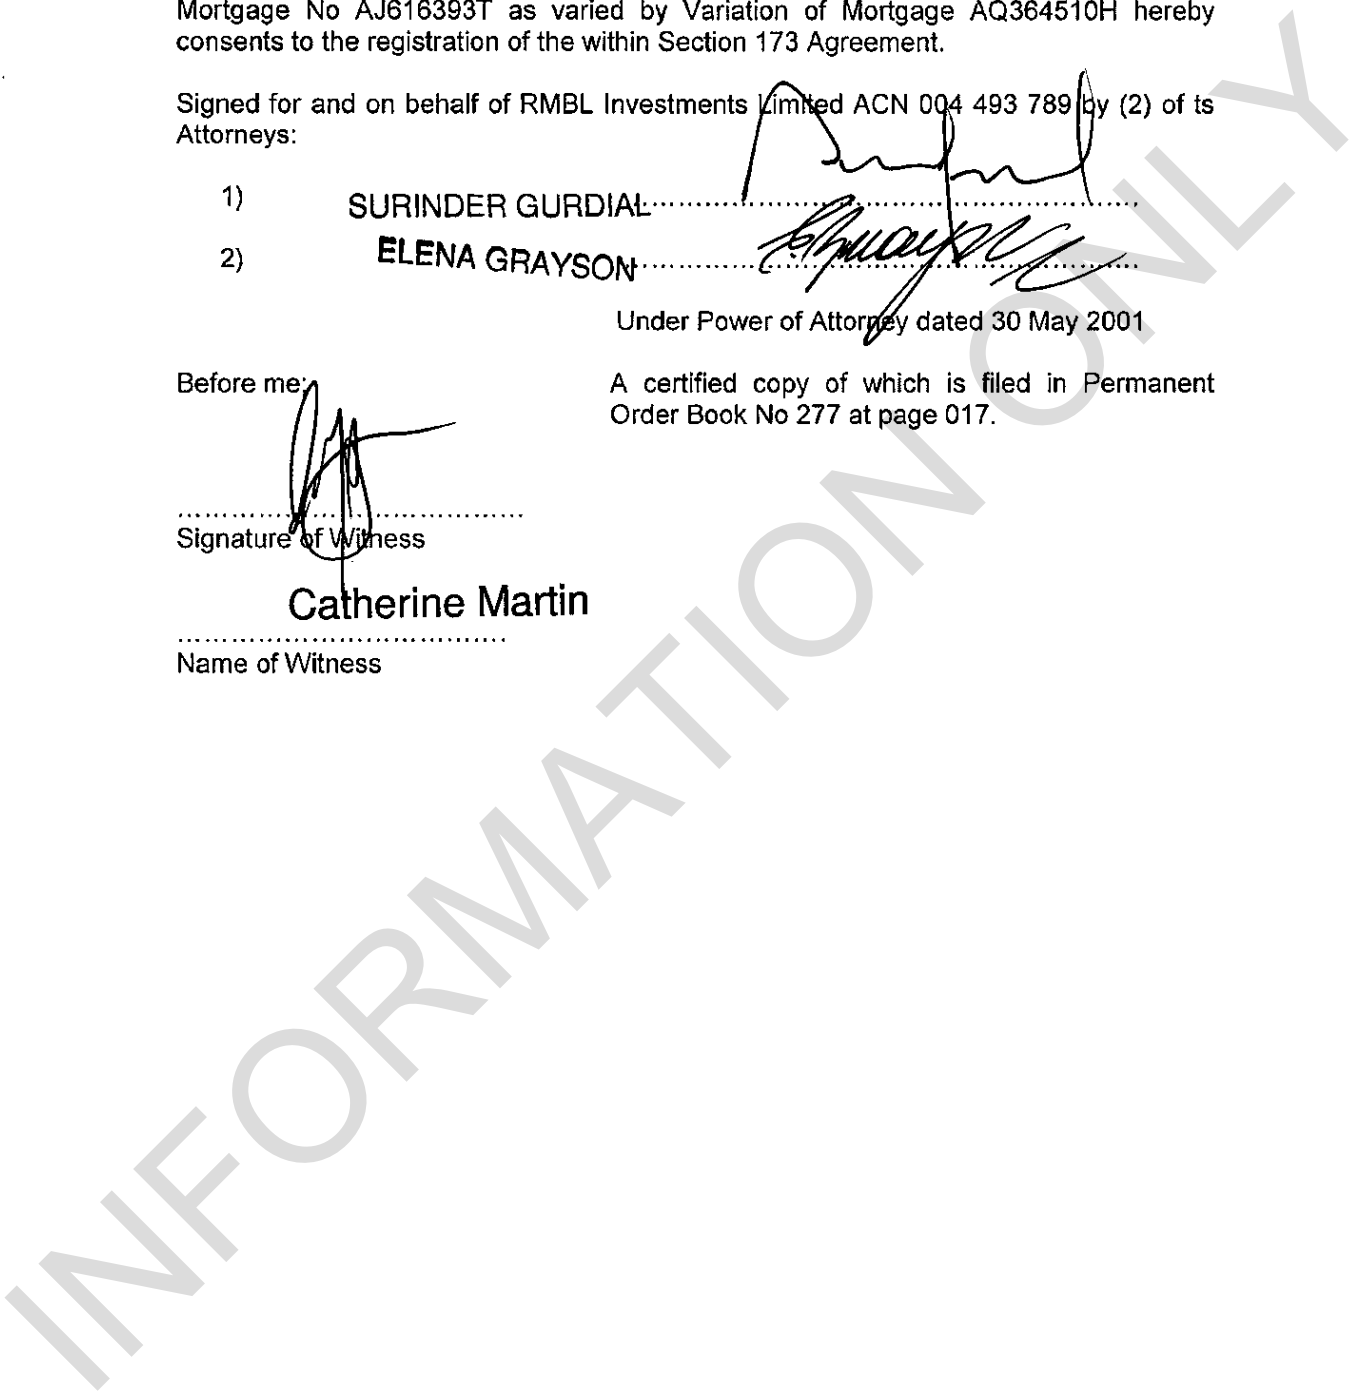 Mortgage No AJ616393T as varied by Variation of Mortgage AQ364510H hereby
consents to the registration of the within Section 173 Agreement.
Signed for and on behalf of RMBL Investments Limited ACN 004 493 789 by (2) of ts
Attorneys:
1) SURINDER GURDIAL
2) ELENA GRAYSON
Under Power of Attorney dated 30 May 2001
Before me:
A certified copy of which is filed in Permanent
Order Book No 277 at page 017.
Signature of Witness
Catherine Martin
Name of Witness
INFORMATION ONLY